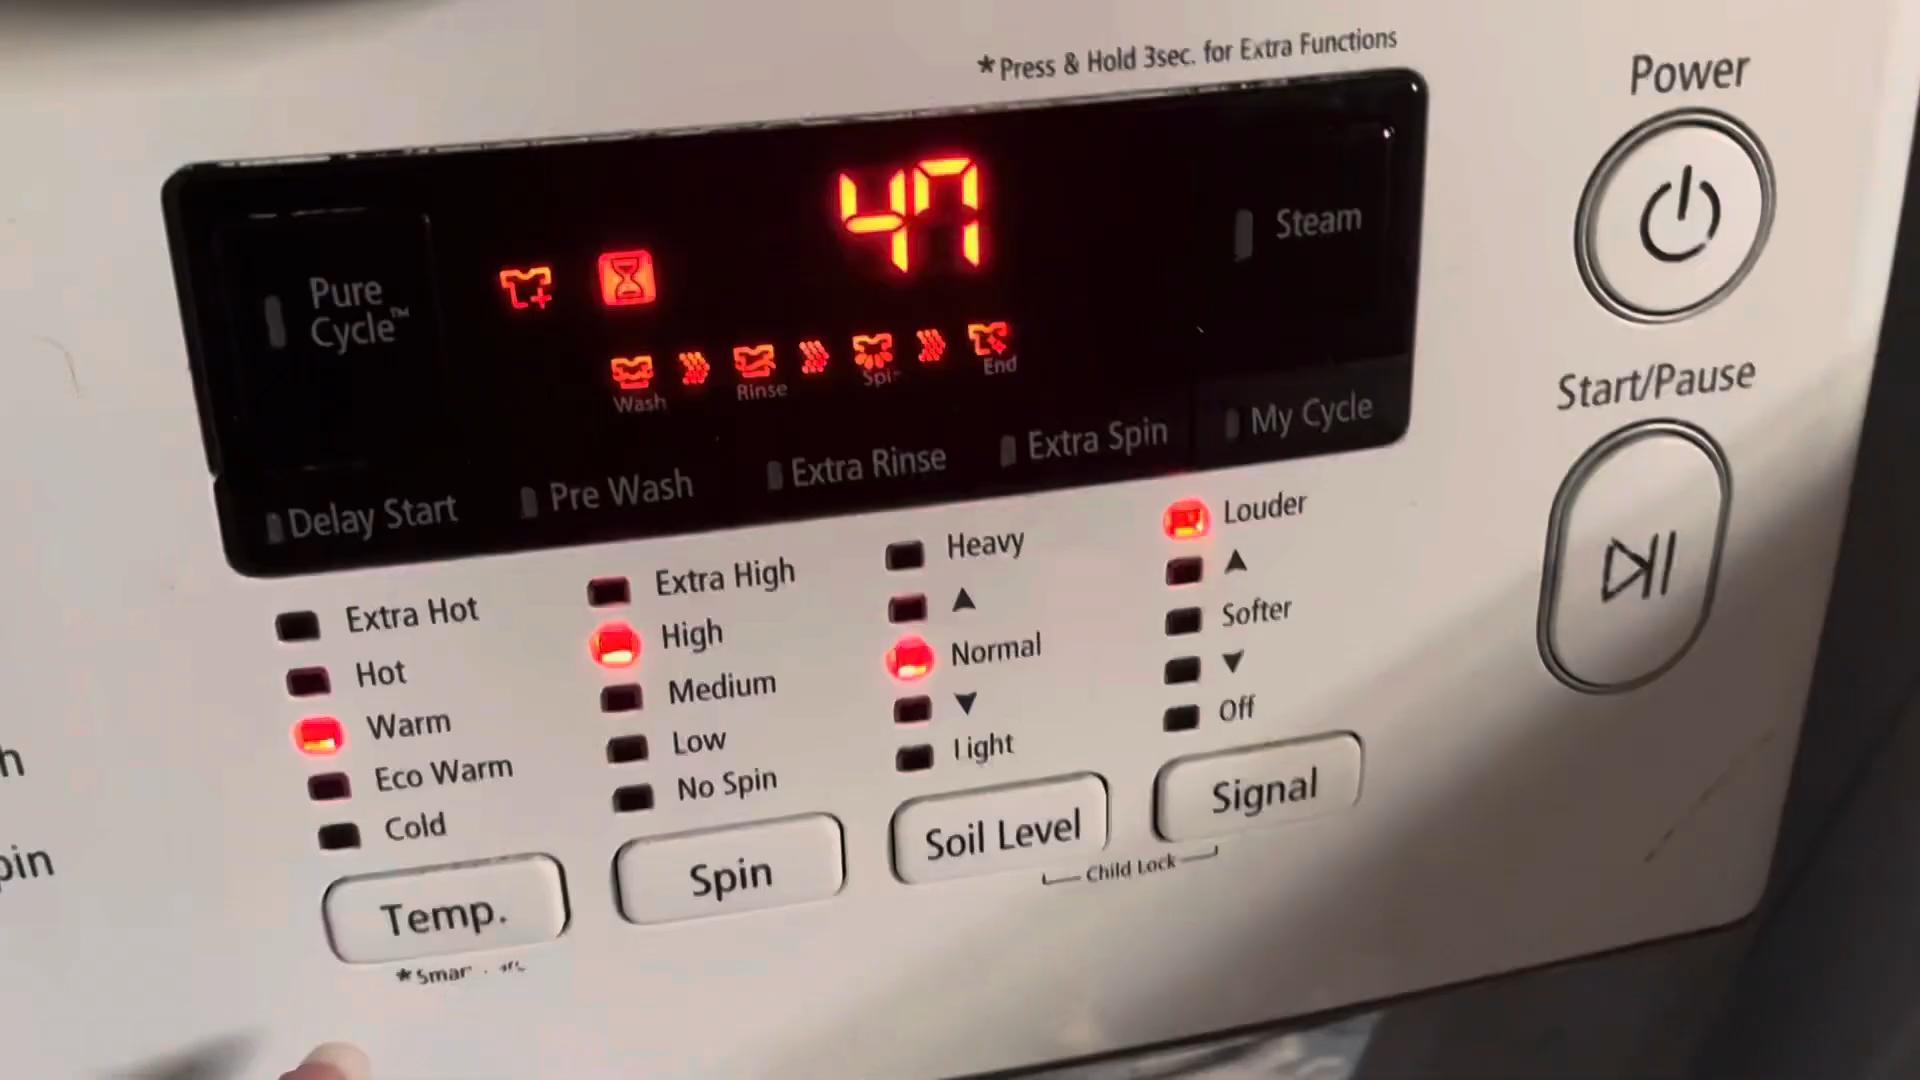 *Press & Hold 3sec. for Extra Functions
Power
47
Steam
Pure
Cycle™
Wash
Rinse
End
Start/Pause
My Cycle
Extra Spin
Extra Rinse
Pre Wash
Delay Start
Extra Hot
Hot
Warm
Eco Warm
Cold
Temp.
Extra High
High
Medium
Low
No Spin
Spin
Heavy
▲
Normal
▼
Light
Soil Level
Louder
▲
Softer
▼
Off
Signal
Child Lock